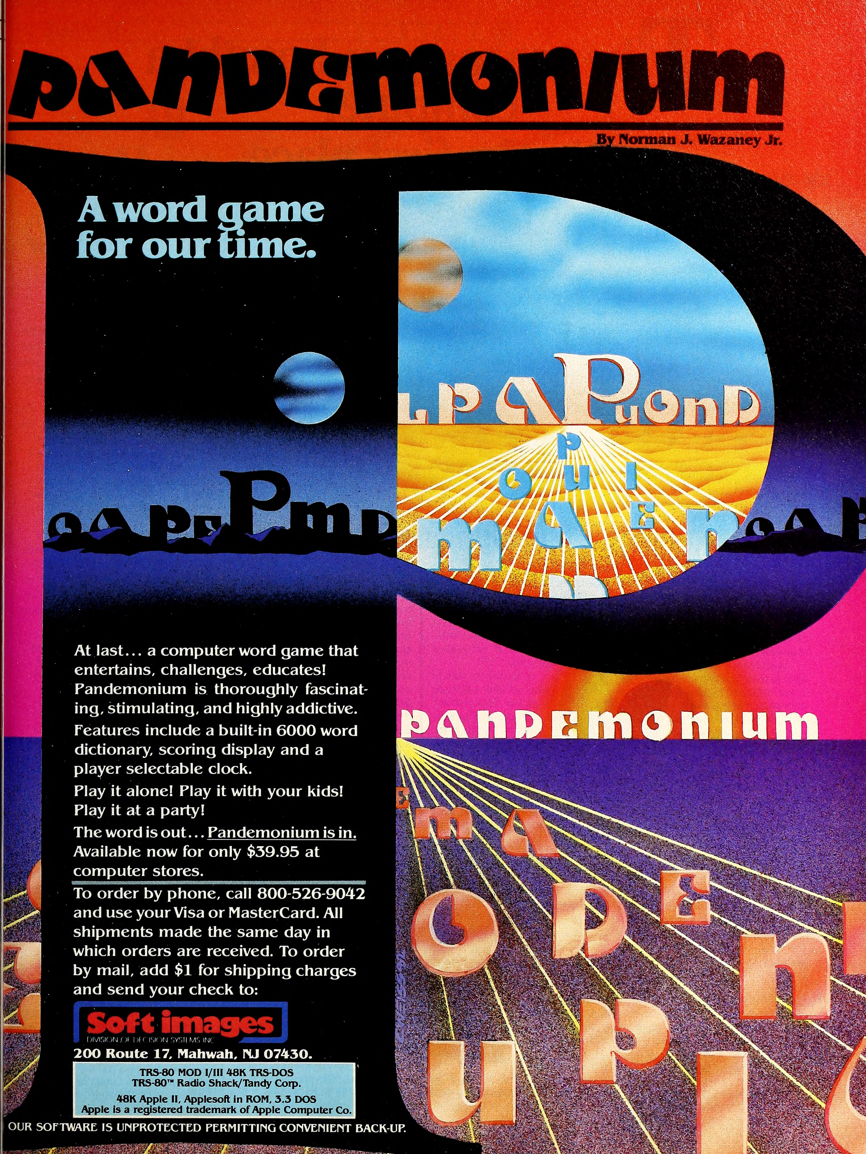 PANDEMONIUM
By Norman J. Wazaney Jr.
A word game
for our time.
LPAPUOND
P
OUL
MAEN
OAPEPMD
OAE
At last... a computer word game that
entertains, challenges, educates!
Pandemonium is thoroughly fascinat-
ing, stimulating, and highly addictive.
Features include a built-in 6000 word
dictionary, scoring display and a
player selectable clock.
Play it alone! Play it with your kids!
Play it at a party!
The word is out... Pandemonium is in.
Available now for only $39.95 at
computer stores.
To order by phone, call 800-526-9042
and use your Visa or MasterCard. All
shipments made the same day in
which orders are received. To order
by mail, add $1 for shipping charges
and send your check to:
Soft images
DIVISION OF DECISION SYSTEMS INC
200 Route 17, Mahwah, NJ 07430.
TRS-80 MOD I/III 48K TRS-DOS
TRS-80™ Radio Shack/Tandy Corp.
48K Apple II, Applesoft in ROM, 3.3 DOS
Apple is a registered trademark of Apple Computer Co.
OUR SOFTWARE IS UNPROTECTED PERMITTING CONVENIENT BACK-UP.
PANDEMONIUM
E M A
O D E
n
P
U L